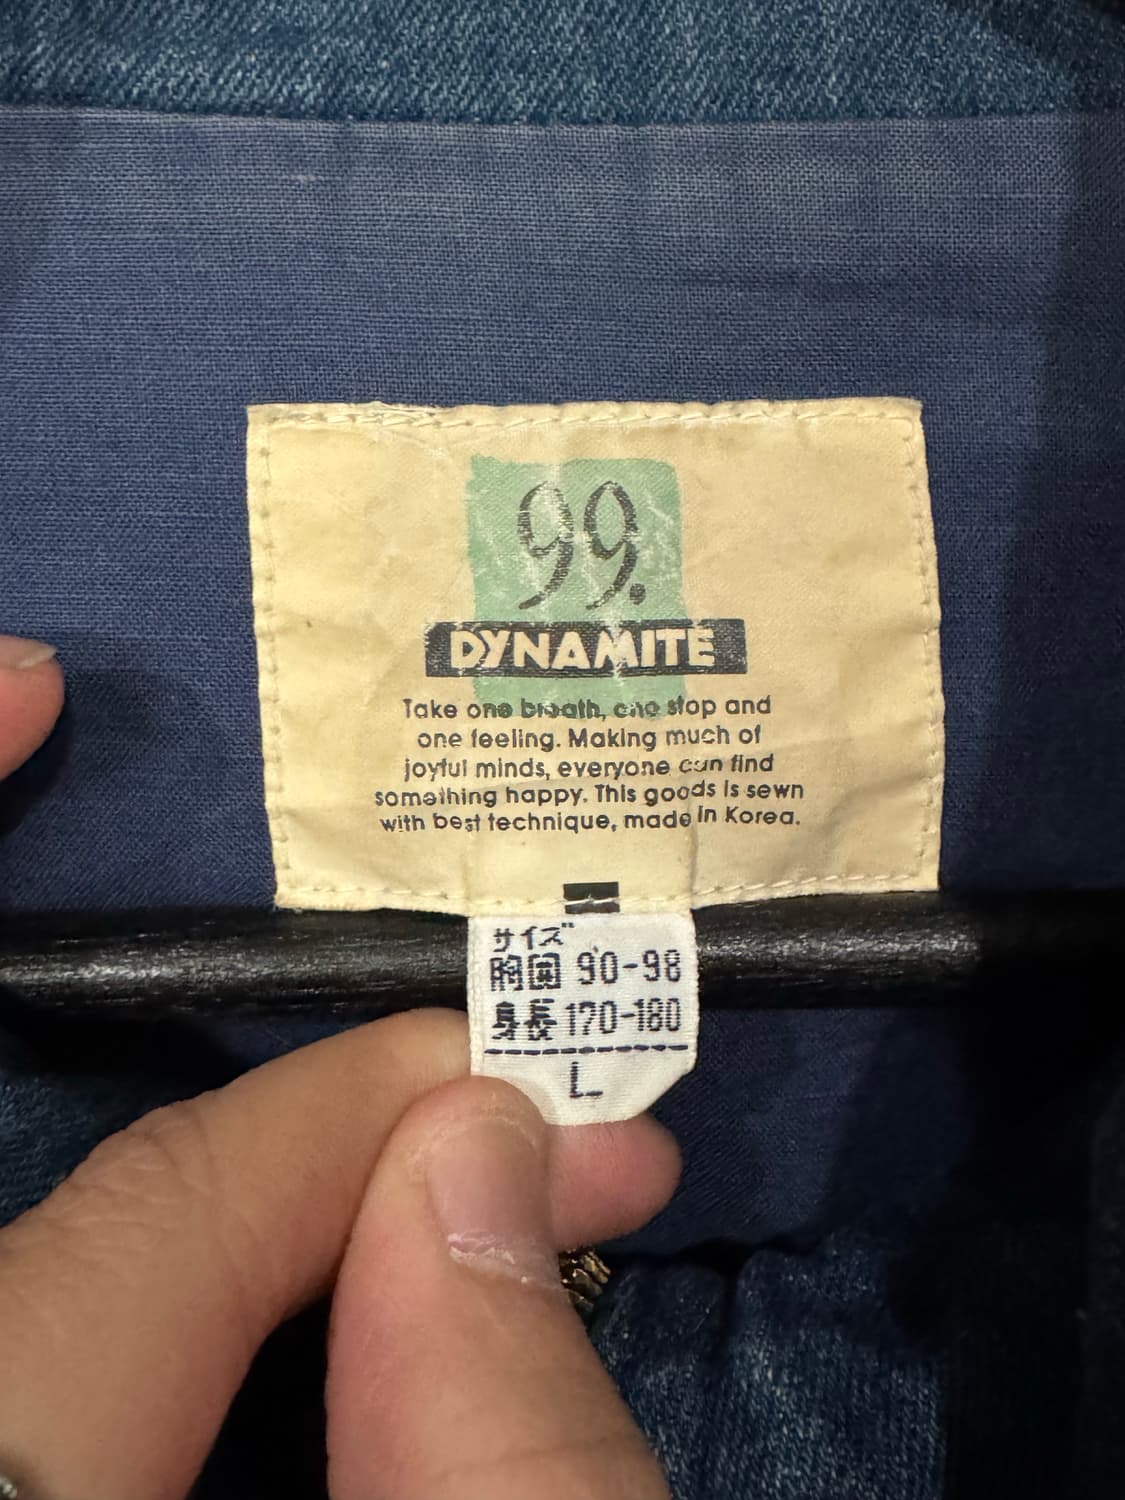 99.
DYNAMITE
Take one breath, one stop and
one feeling. Making much of
joyful minds, everyone can find
something happy. This goods is sewn
with best technique, made in Korea.
サイズ
胸囲 90-98
身長 170-180
L